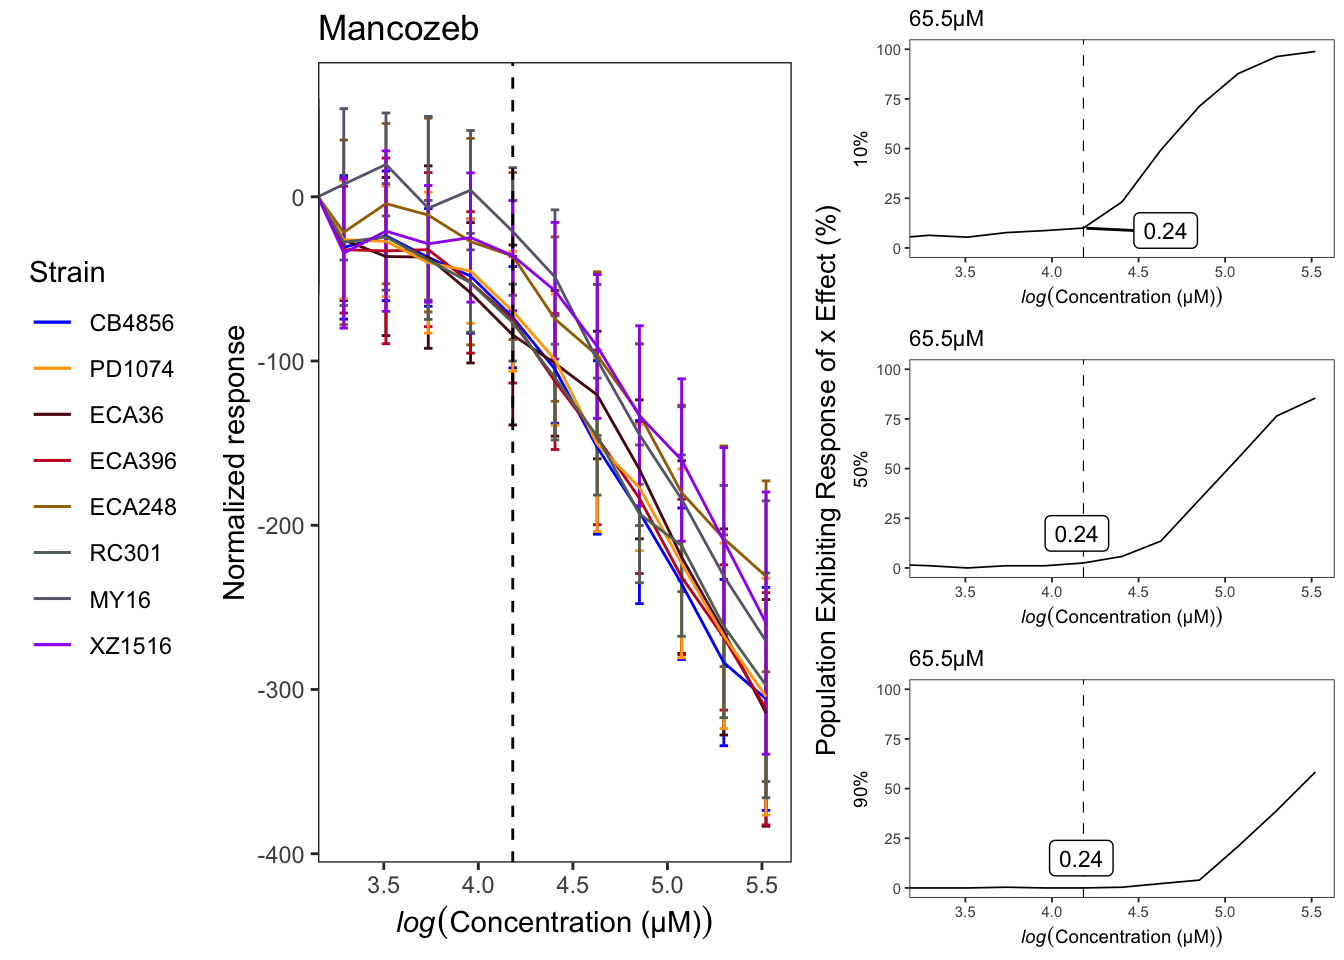 Mancozeb
Strain
CB4856
PD1074
ECA36
ECA396
ECA248
RC301
MY16
XZ1516
Normalized response
0
-100
-200
-300
-400
3.5 4.0 4.5 5.0 5.5
log(Concentration (µM))
Population Exhibiting Response of x Effect (%)
65.5µM
10%
100
75
50
25
0
0.24
3.5 4.0 4.5 5.0 5.5
log(Concentration (µM))
65.5µM
50%
100
75
50
25
0
0.24
3.5 4.0 4.5 5.0 5.5
log(Concentration (µM))
65.5µM
90%
100
75
50
25
0
0.24
3.5 4.0 4.5 5.0 5.5
log(Concentration (µM))